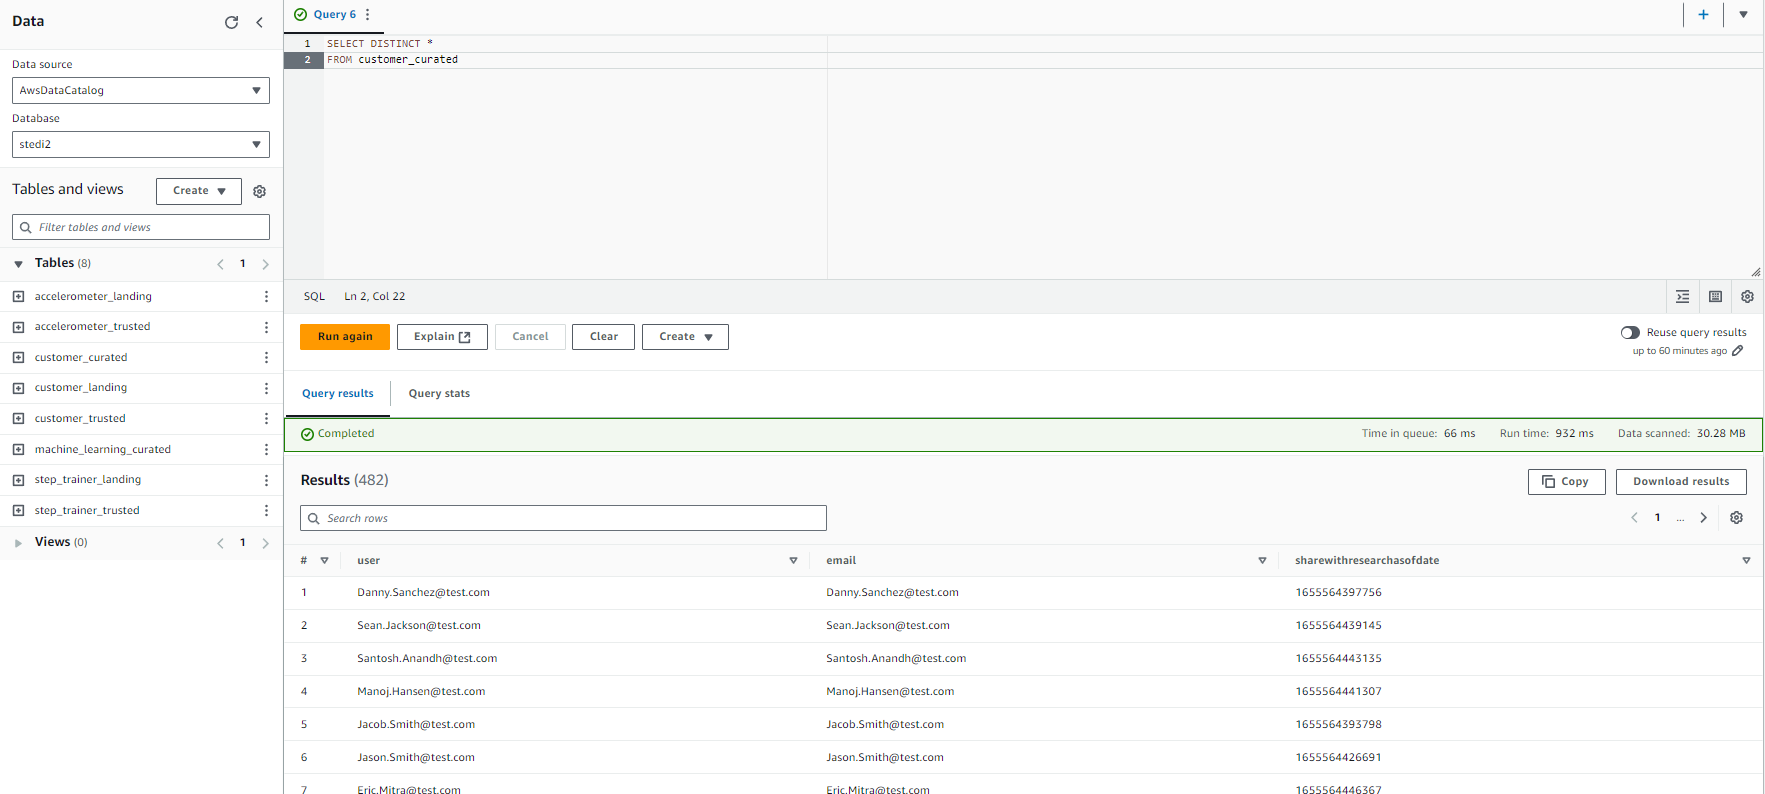 Data
Data source
AwsDataCatalog
Database
stedi2
Tables and views
Create
Filter tables and views
Tables (8)
1
accelerometer_landing
accelerometer_trusted
customer_curated
customer_landing
customer_trusted
machine_learning_curated
step_trainer_landing
step_trainer_trusted
Views (0)
1
Query 6
1 SELECT DISTINCT *
2 FROM customer_curated
SQL Ln 2, Col 22
Run again Explain Cancel Clear Create
Reuse query results
up to 60 minutes ago
Query results Query stats
Completed Time in queue: 66 ms Run time: 932 ms Data scanned: 30.28 MB
Results (482) Copy Download results
Search rows 1 ...
# user email sharewithresearchasofdate
1 Danny.Sanchez@test.com Danny.Sanchez@test.com 1655564397756
2 Sean.Jackson@test.com Sean.Jackson@test.com 1655564439145
3 Santosh.Anandh@test.com Santosh.Anandh@test.com 1655564443135
4 Manoj.Hansen@test.com Manoj.Hansen@test.com 1655564441307
5 Jacob.Smith@test.com Jacob.Smith@test.com 1655564393798
6 Jason.Smith@test.com Jason.Smith@test.com 1655564426691
7 Eric.Mitra@test.com Eric.Mitra@test.com 1655564446367